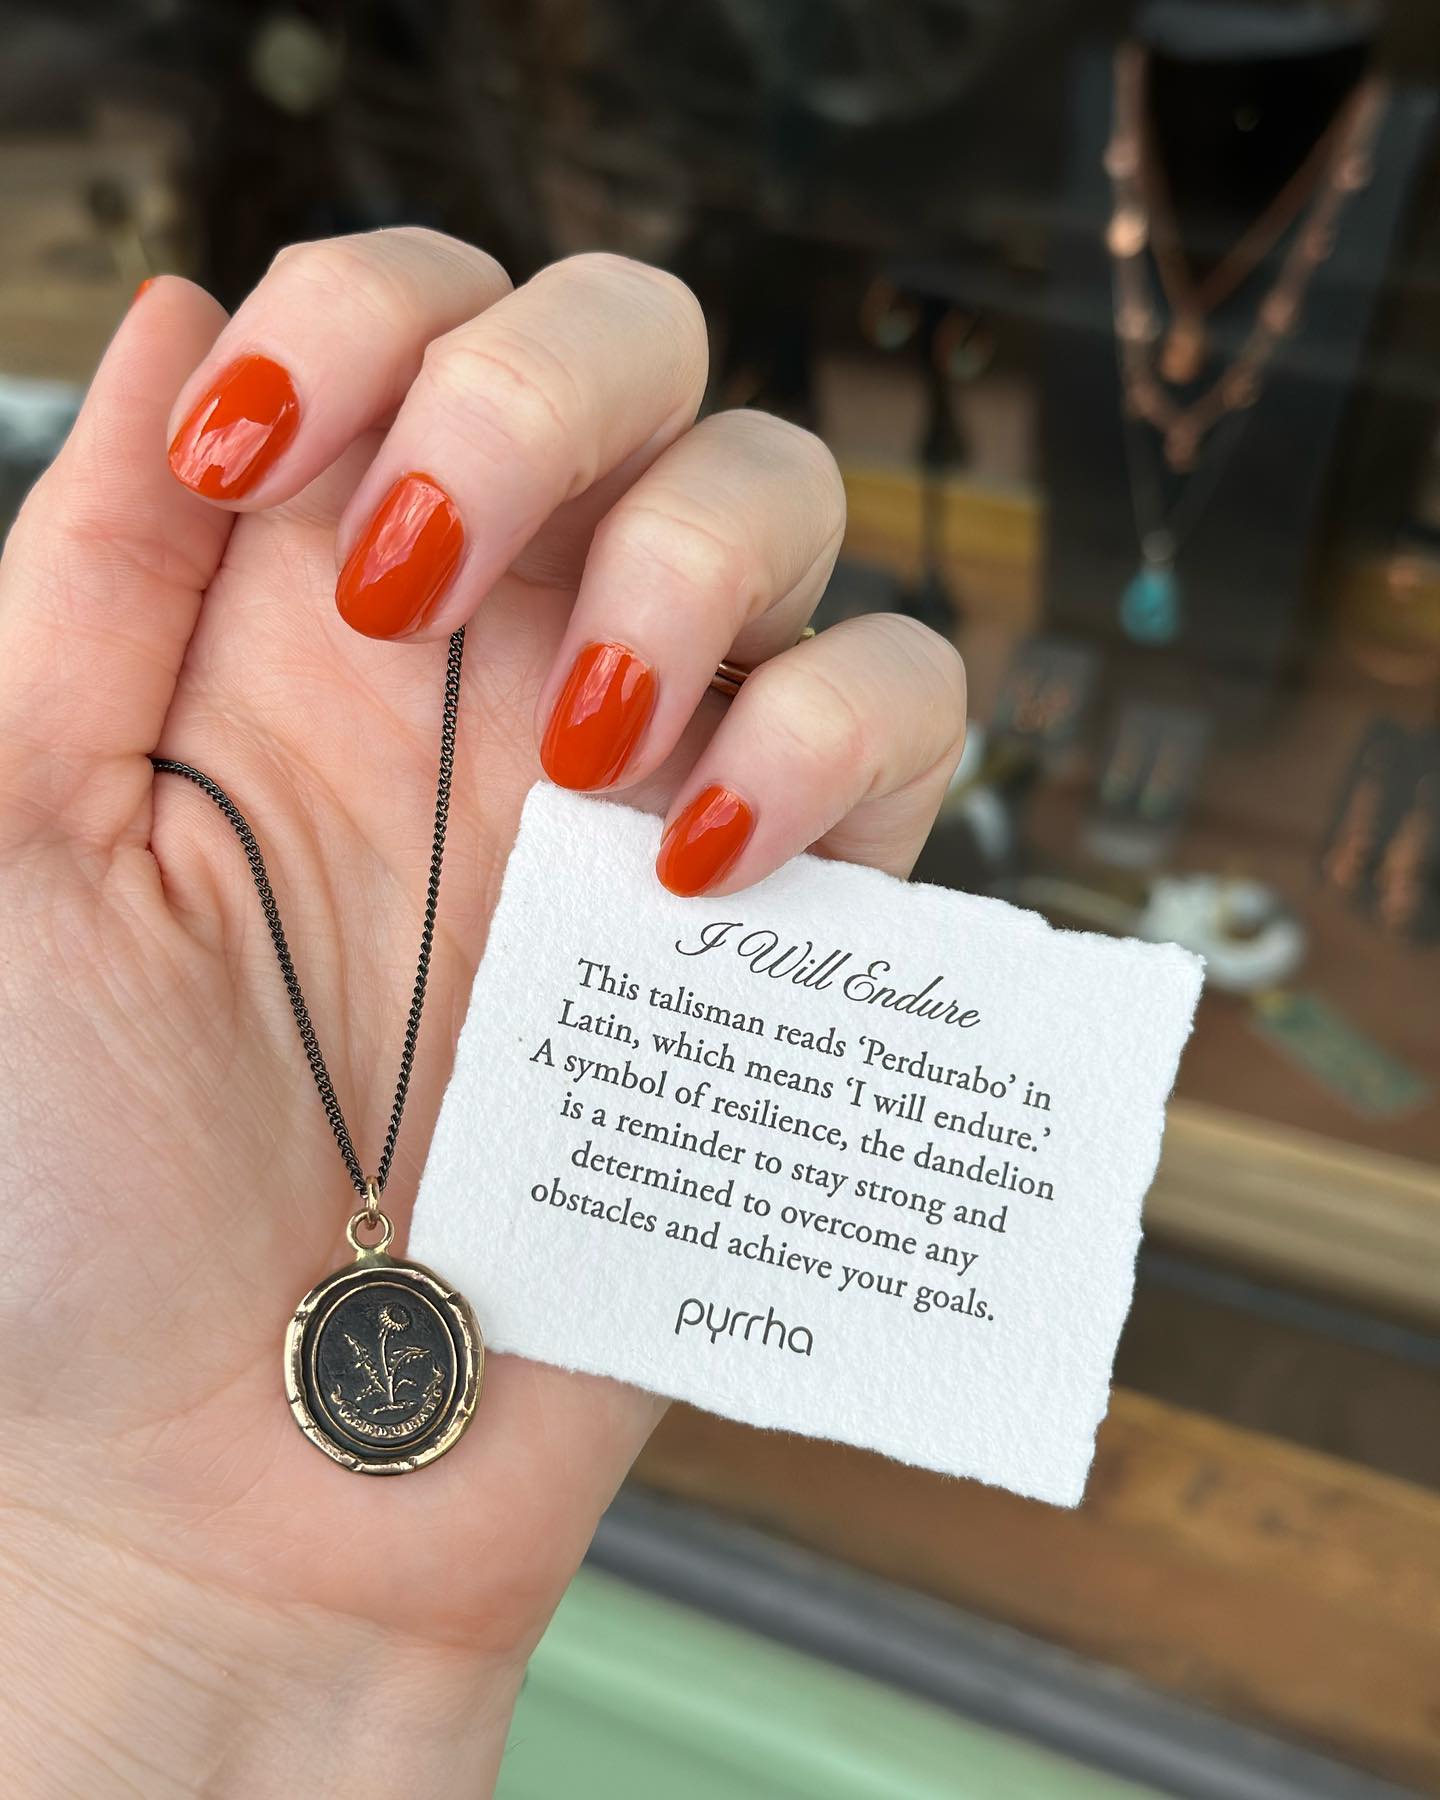 I Will Endure
This talisman reads ‘Perdurabo’ in
Latin, which means ‘I will endure.’
A symbol of resilience, the dandelion
is a reminder to stay strong and
determined to overcome any
obstacles and achieve your goals.
pyrrha